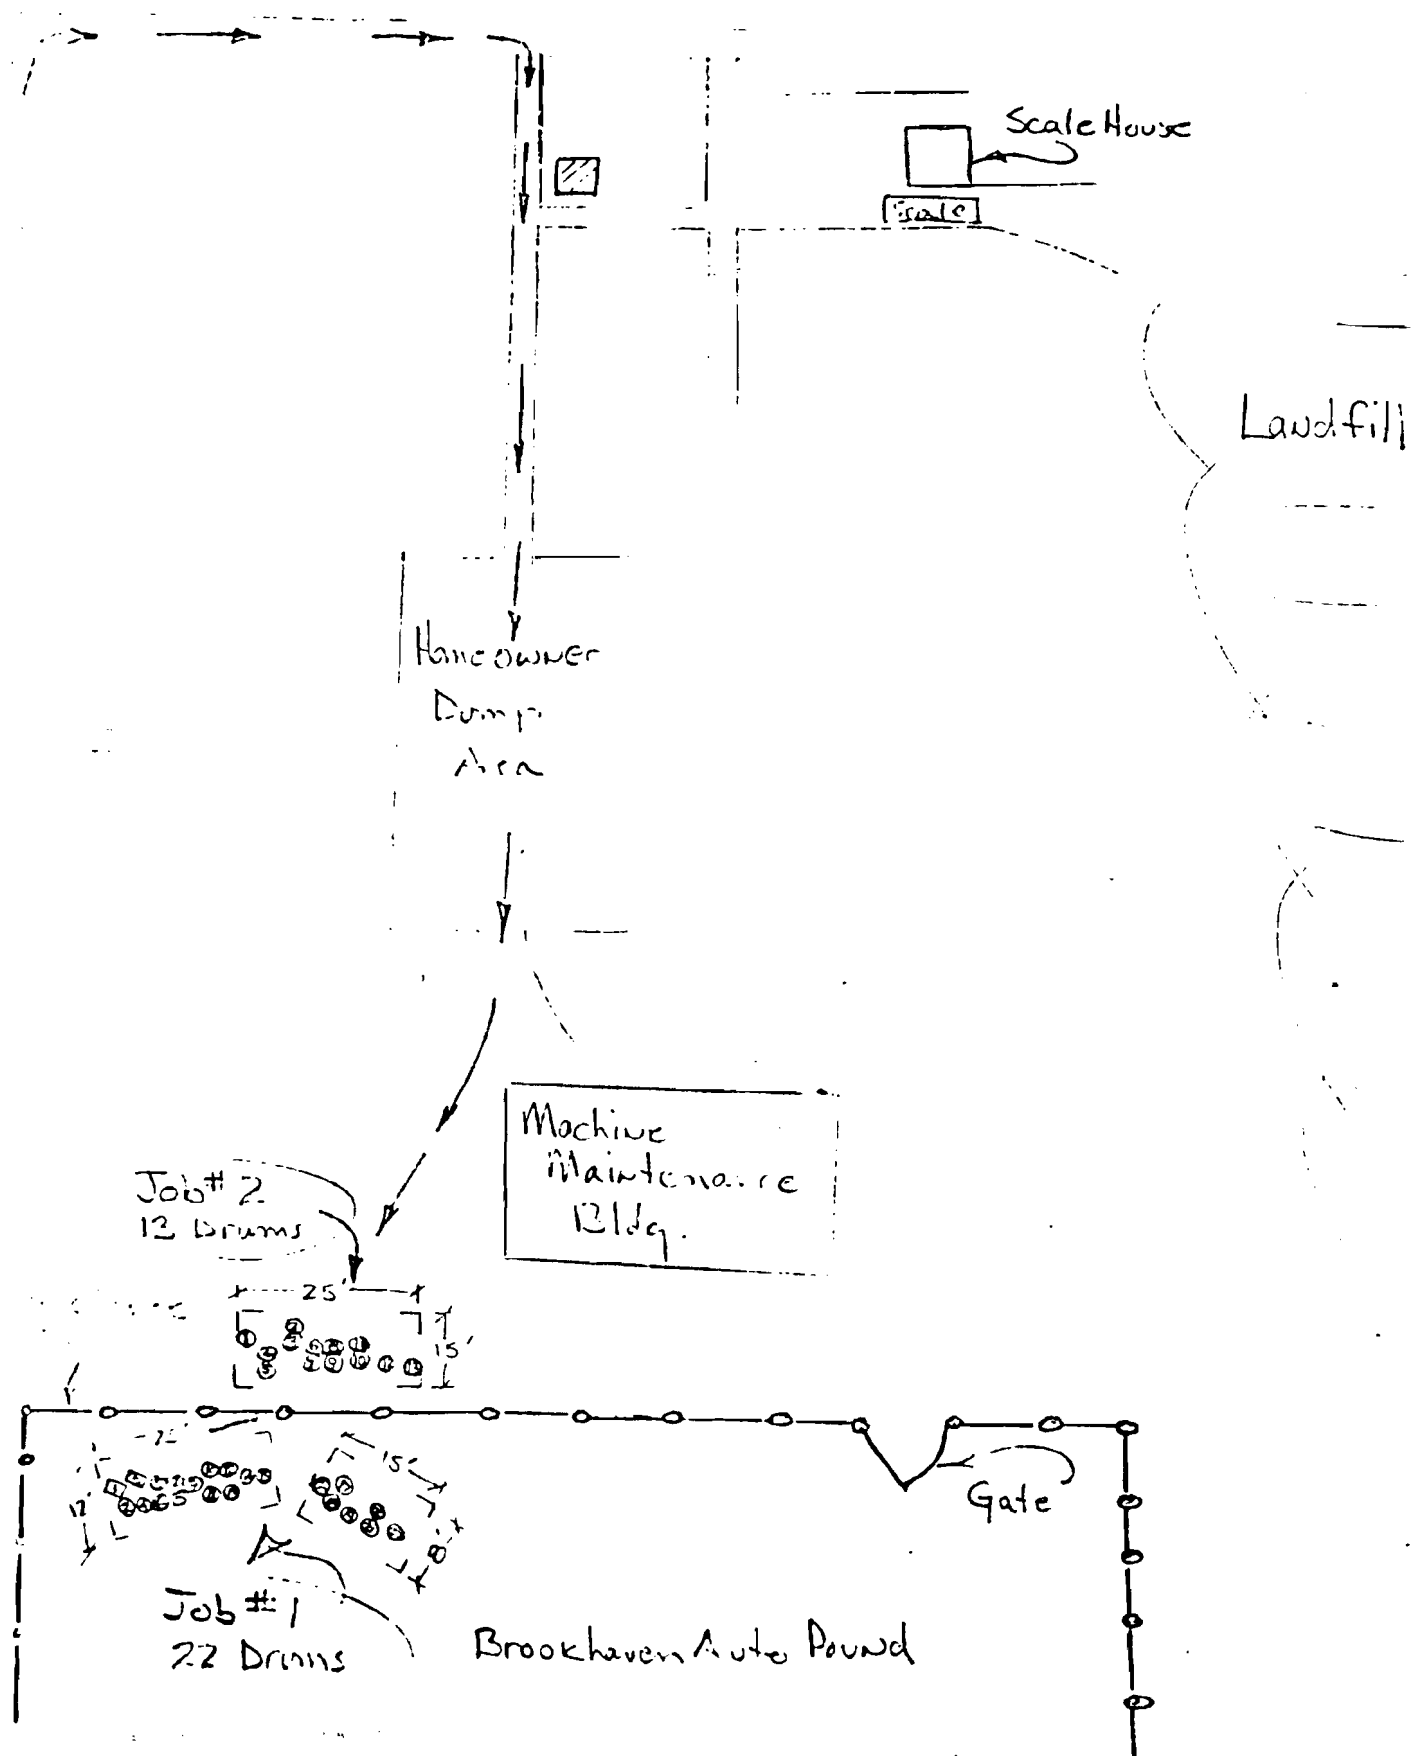 Scale House
Scale
Landfill
Homeowner
Dump
Area
Machine
Maintenance
Bldg.
Job # 2
13 Drums
25'
15'
15'
12'
8'
Gate
Job # 1
22 Drums
Brookhaven Auto Pound